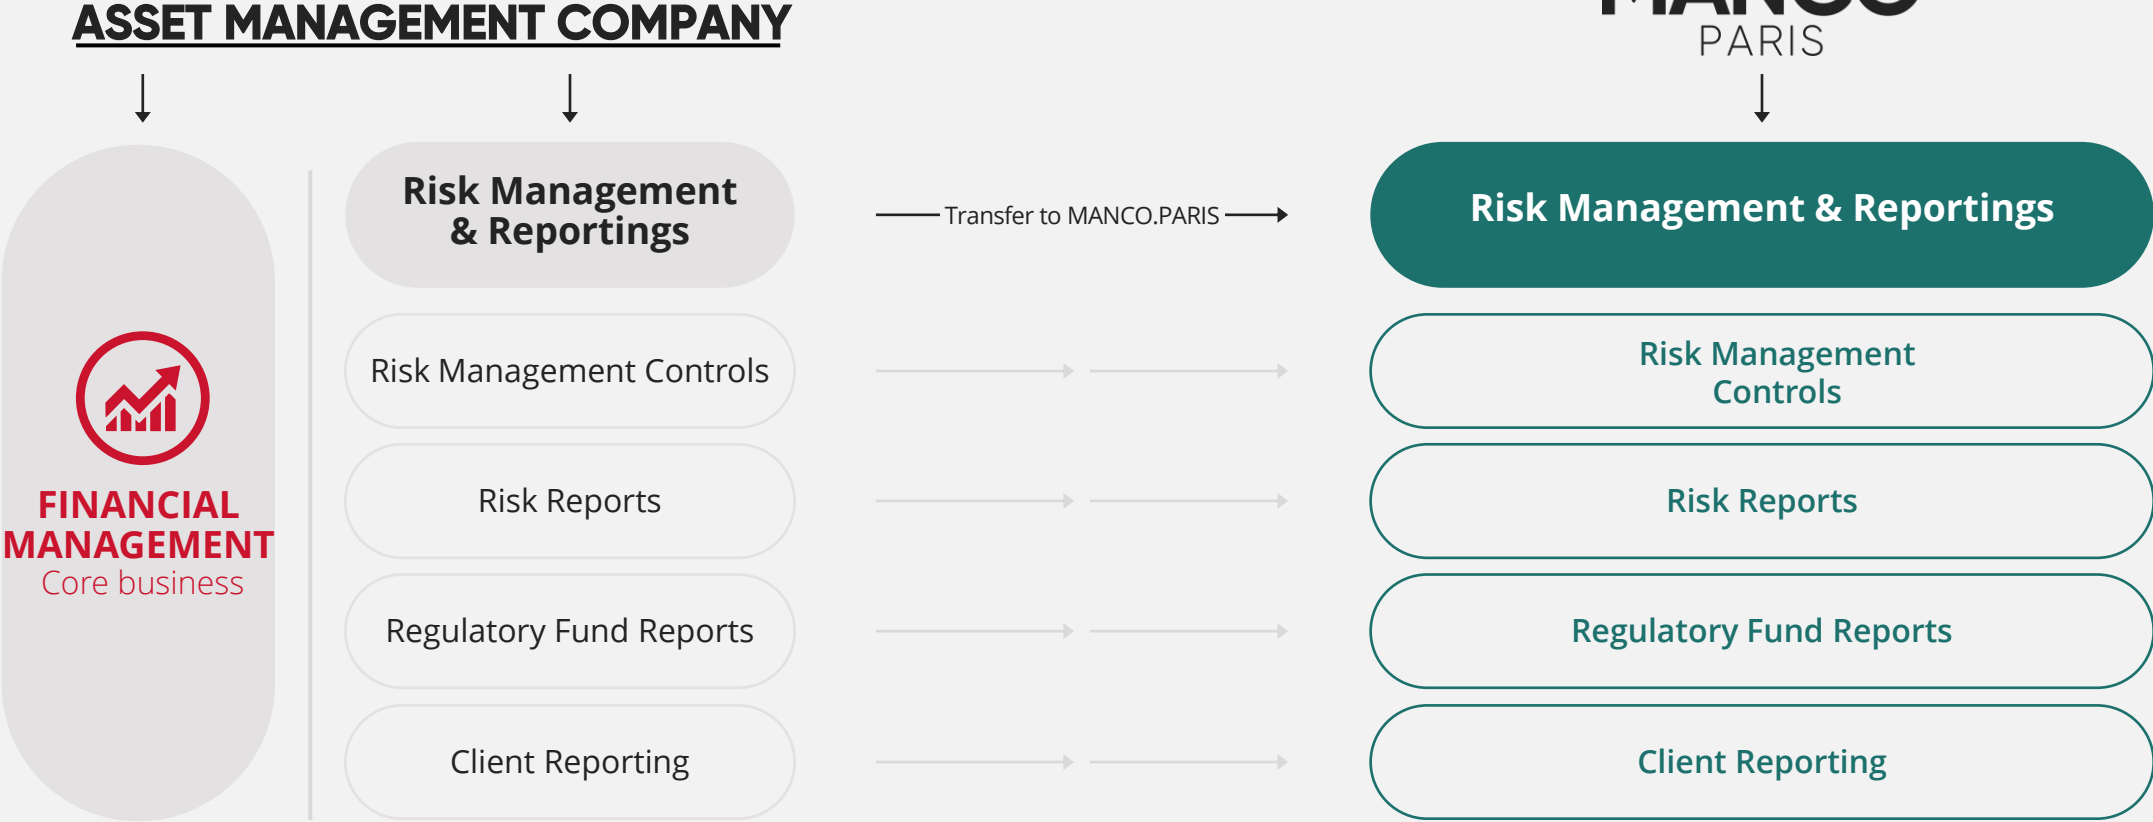 ASSET MANAGEMENT COMPANY
MANCO
PARIS
FINANCIAL
MANAGEMENT
Core business
Risk Management
& Reportings
Transfer to MANCO.PARIS
Risk Management & Reportings
Risk Management Controls
Risk Management
Controls
Risk Reports
Risk Reports
Regulatory Fund Reports
Regulatory Fund Reports
Client Reporting
Client Reporting